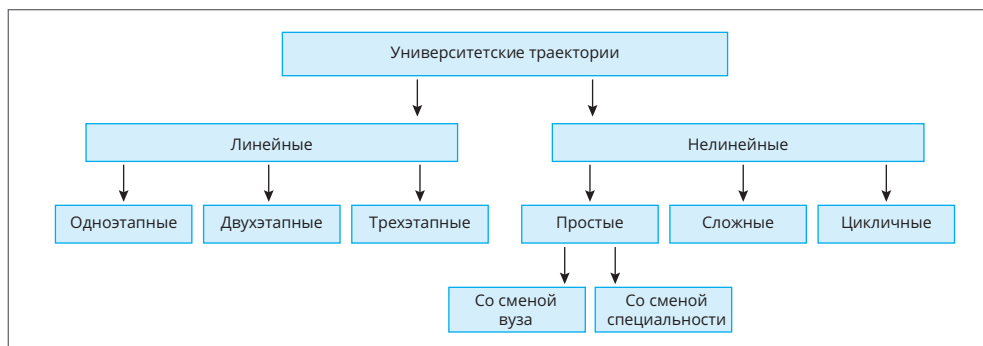 Университетские траектории
Линейные
Нелинейные
Одноэтапные
Двухэтапные
Трехэтапные
Простые
Сложные
Цикличные
Со сменой
вуза
Со сменой
специальности